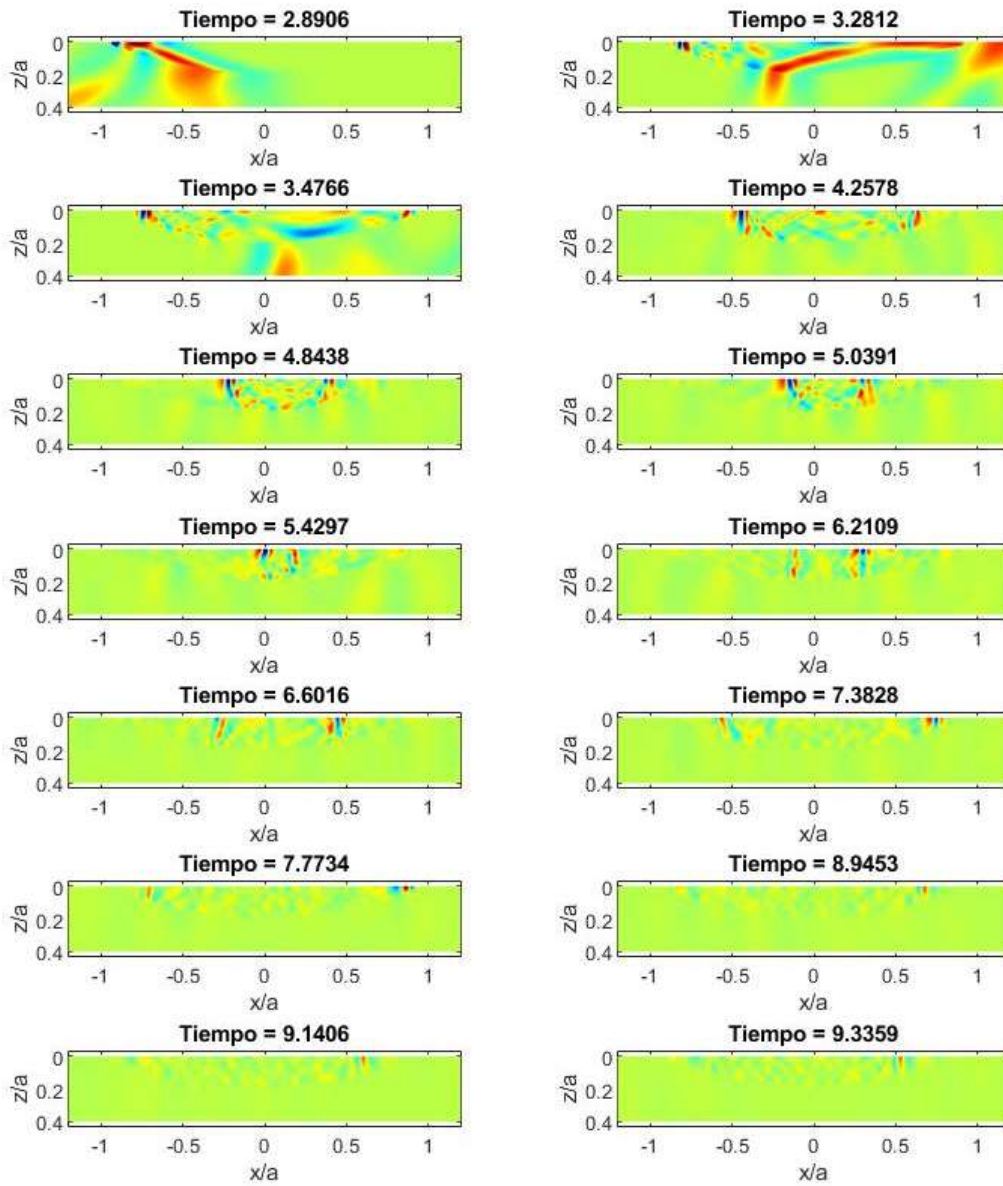 Tiempo = 2.8906
0
0.2
0.4
z/a
-1 -0.5 0 0.5 1
x/a
Tiempo = 3.2812
0
0.2
0.4
z/a
-1 -0.5 0 0.5 1
x/a
Tiempo = 3.4766
0
0.2
0.4
z/a
-1 -0.5 0 0.5 1
x/a
Tiempo = 4.2578
0
0.2
0.4
z/a
-1 -0.5 0 0.5 1
x/a
Tiempo = 4.8438
0
0.2
0.4
z/a
-1 -0.5 0 0.5 1
x/a
Tiempo = 5.0391
0
0.2
0.4
z/a
-1 -0.5 0 0.5 1
x/a
Tiempo = 5.4297
0
0.2
0.4
z/a
-1 -0.5 0 0.5 1
x/a
Tiempo = 6.2109
0
0.2
0.4
z/a
-1 -0.5 0 0.5 1
x/a
Tiempo = 6.6016
0
0.2
0.4
z/a
-1 -0.5 0 0.5 1
x/a
Tiempo = 7.3828
0
0.2
0.4
z/a
-1 -0.5 0 0.5 1
x/a
Tiempo = 7.7734
0
0.2
0.4
z/a
-1 -0.5 0 0.5 1
x/a
Tiempo = 8.9453
0
0.2
0.4
z/a
-1 -0.5 0 0.5 1
x/a
Tiempo = 9.1406
0
0.2
0.4
z/a
-1 -0.5 0 0.5 1
x/a
Tiempo = 9.3359
0
0.2
0.4
z/a
-1 -0.5 0 0.5 1
x/a